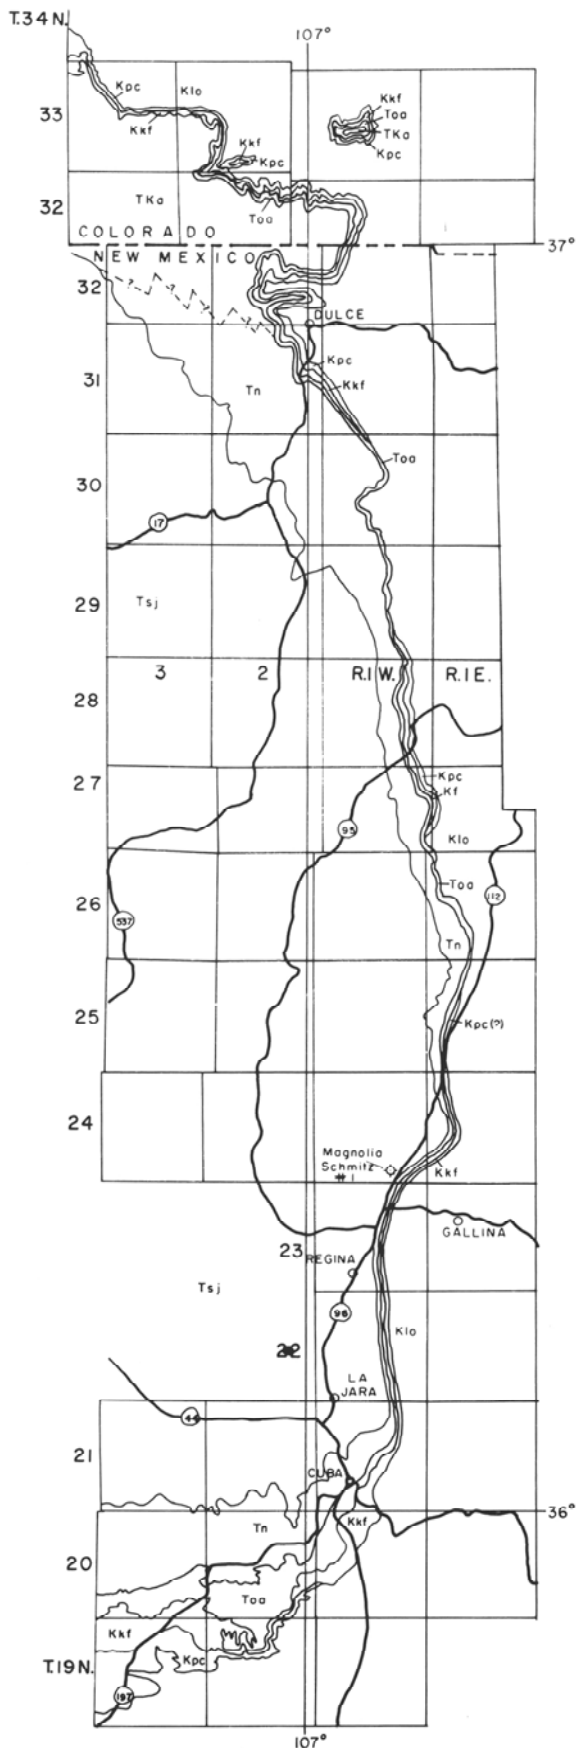 T.34 N.
107°
Kpc
Klo
Kkf
33
Kkf
Toa
TKa
Kpc
Kkf
Kkf
Kpc
TKa
Toa
32
COLORADO
37°
NEW MEXICO
32
DULCE
Kpc
Kkf
31
Tn
Toa
30
17
29
Tsj
3
2
R.I W.
R.I E.
28
Kpc
Kf
27
95
Klo
Toa
112
26
537
Tn
25
Kpc(?)
24
Magnolia
Schmitz
#1
Kkf
GALLINA
23
REGINA
Tsj
96
Klo
22
LA
JARA
44
21
CUBA
36°
Kkf
Tn
20
Toa
Kkf
Kpc
T.19 N.
197
107°